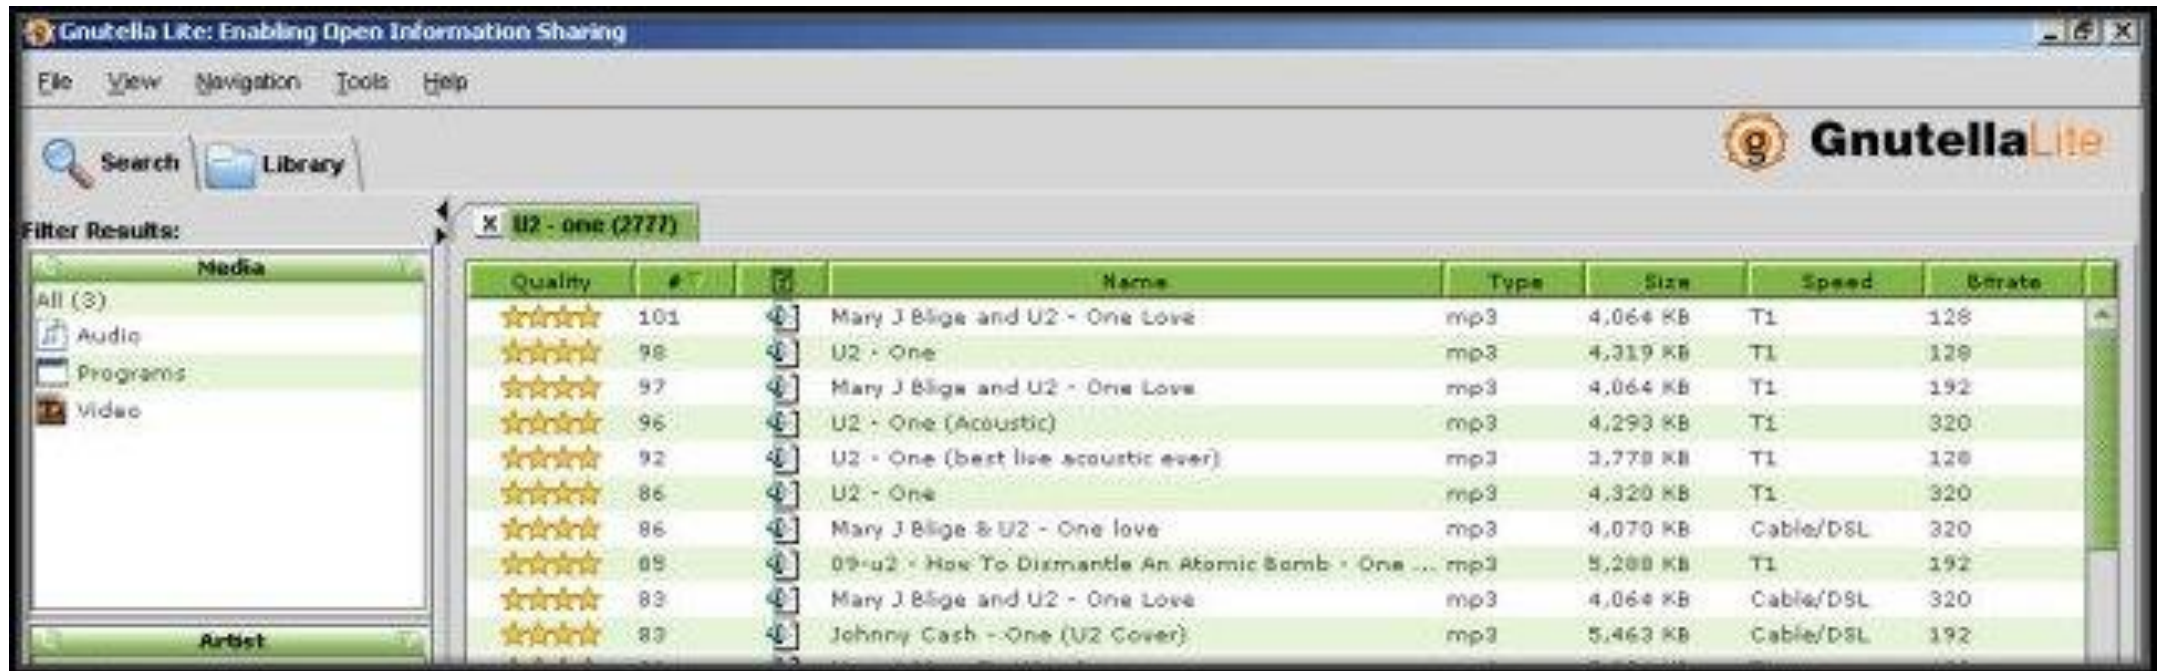 Gnutella Lite: Enabling Open Information Sharing
File View Navigation Tools Help
Search Library
GnutellaLite
Filter Results:
Media
All (3)
Audio
Programs
Video
Artist
U2 - one (2777)
Quality # Name Type Size Speed Bitrate
101 Mary J Blige and U2 - One Love mp3 4,064 KB T1 128
98 U2 - One mp3 4,319 KB T1 128
97 Mary J Blige and U2 - One Love mp3 4,064 KB T1 192
96 U2 - One (Acoustic) mp3 4,293 KB T1 320
92 U2 - One (best live acoustic ever) mp3 3,778 KB T1 128
86 U2 - One mp3 4,320 KB T1 320
86 Mary J Blige & U2 - One love mp3 4,070 KB Cable/DSL 320
85 09-u2 - How To Dismantle An Atomic Bomb - One ... mp3 5,288 KB T1 192
83 Mary J Blige and U2 - One Love mp3 4,064 KB Cable/DSL 320
83 Johnny Cash - One (U2 Cover) mp3 5,463 KB Cable/DSL 192